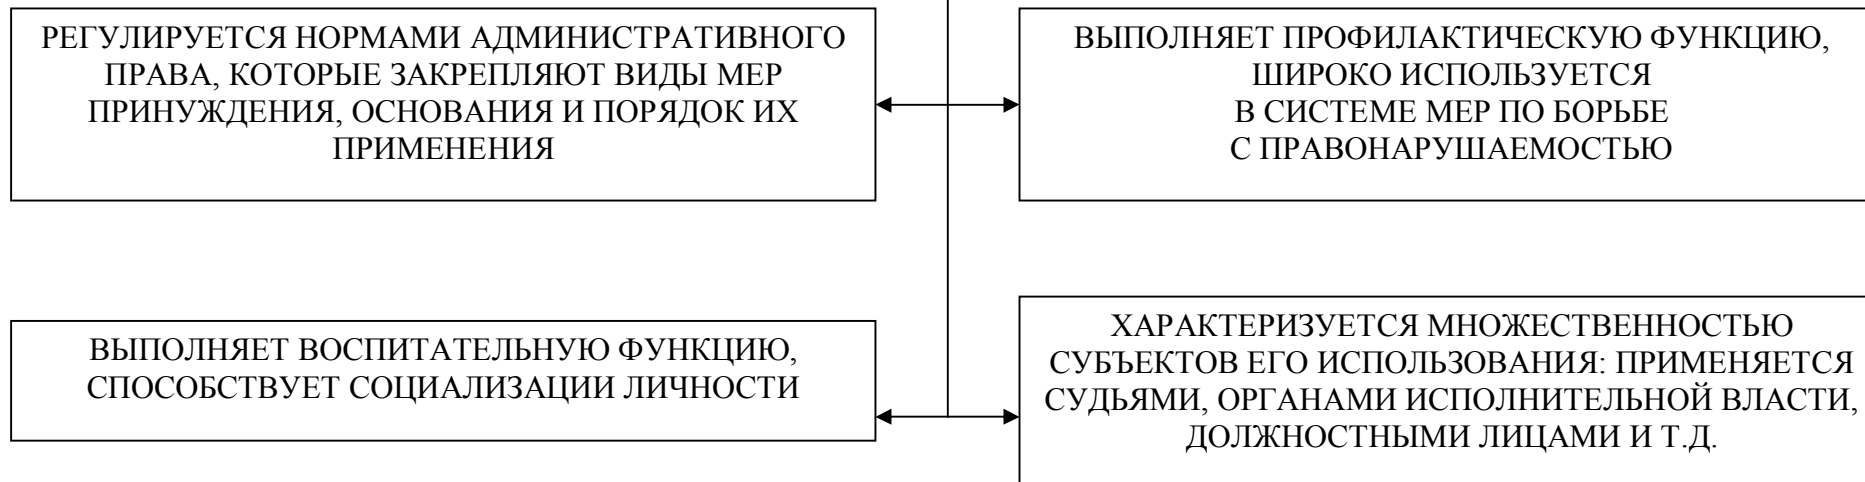 РЕГУЛИРУЕТСЯ НОРМАМИ АДМИНИСТРАТИВНОГО
ПРАВА, КОТОРЫЕ ЗАКРЕПЛЯЮТ ВИДЫ МЕР
ПРИНУЖДЕНИЯ, ОСНОВАНИЯ И ПОРЯДОК ИХ
ПРИМЕНЕНИЯ
ВЫПОЛНЯЕТ ПРОФИЛАКТИЧЕСКУЮ ФУНКЦИЮ,
ШИРОКО ИСПОЛЬЗУЕТСЯ
В СИСТЕМЕ МЕР ПО БОРЬБЕ
С ПРАВОНАРУШАЕМОСТЬЮ
ВЫПОЛНЯЕТ ВОСПИТАТЕЛЬНУЮ ФУНКЦИЮ,
СПОСОБСТВУЕТ СОЦИАЛИЗАЦИИ ЛИЧНОСТИ
ХАРАКТЕРИЗУЕТСЯ МНОЖЕСТВЕННОСТЬЮ
СУБЪЕКТОВ ЕГО ИСПОЛЬЗОВАНИЯ: ПРИМЕНЯЕТСЯ
СУДЬЯМИ, ОРГАНАМИ ИСПОЛНИТЕЛЬНОЙ ВЛАСТИ,
ДОЛЖНОСТНЫМИ ЛИЦАМИ И Т.Д.